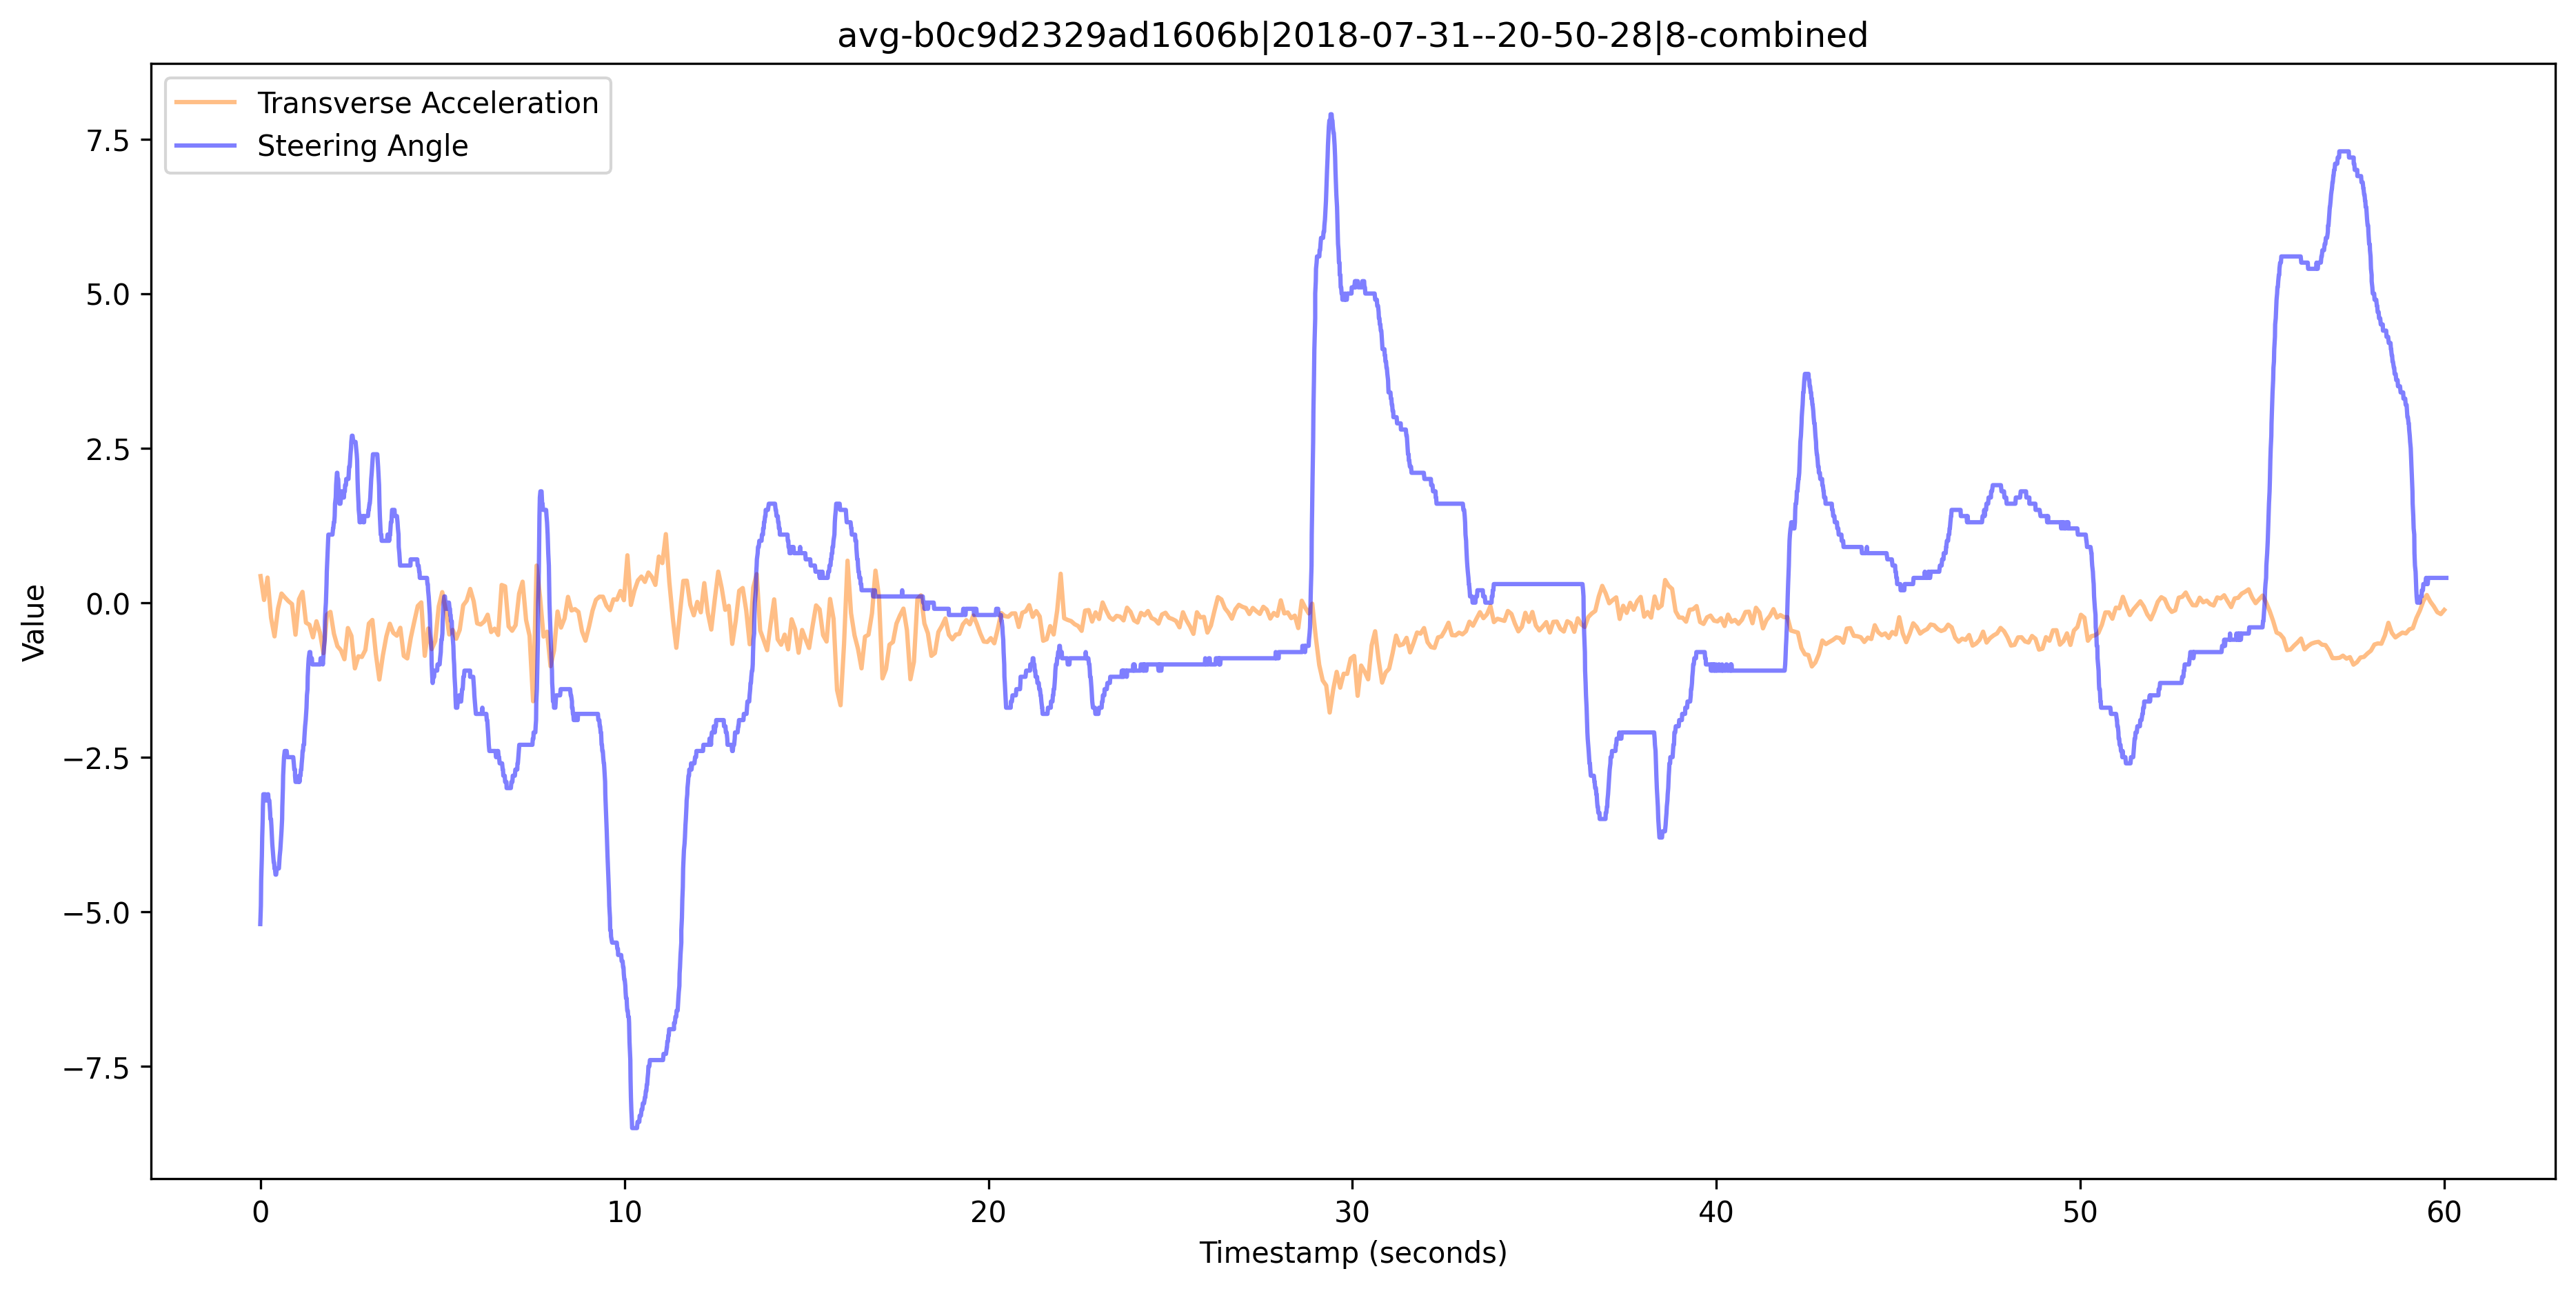 avg-b0c9d2329ad1606b|2018-07-31--20-50-28|8-combined
Transverse Acceleration
Steering Angle
7.5
5.0
2.5
0.0
−2.5
−5.0
−7.5
Value
0 10 20 30 40 50 60
Timestamp (seconds)